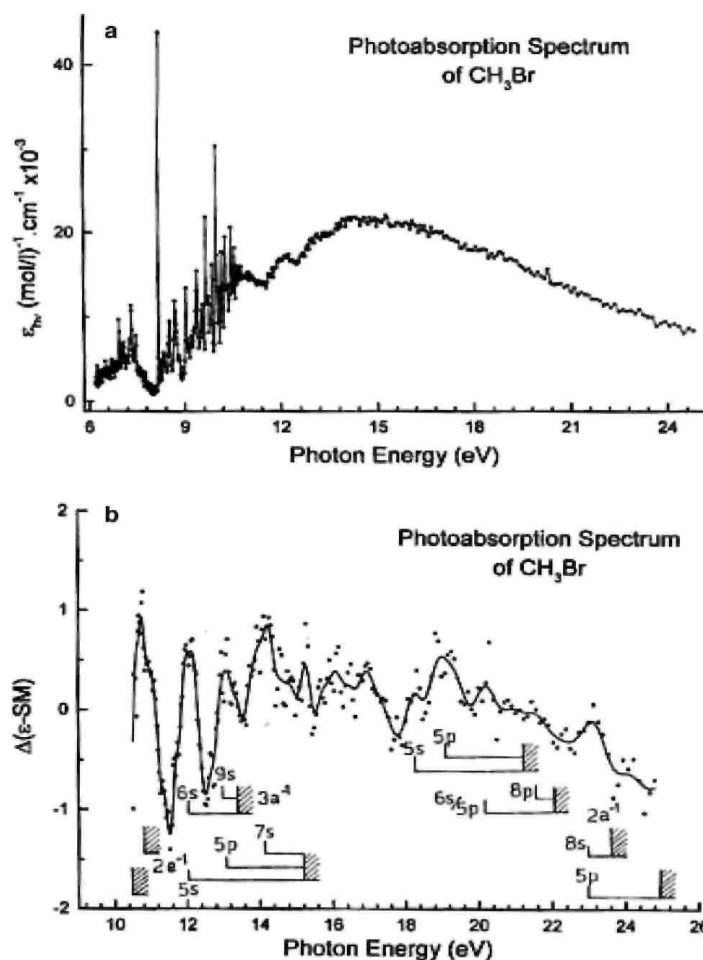 a
Photoabsorption Spectrum
of CH₃Br
40
20
0
ε_hν (mol/l)⁻¹.cm⁻¹ x10⁻³
6 9 12 15 18 21 24
Photon Energy (eV)
b
Photoabsorption Spectrum
of CH₃Br
2
1
0
-1
-2
Δ(ε-SM)
5p
5s
9s
6s
3a⁻¹
8p
6s/5p
2a⁻¹
7s
8s
2e⁻¹
5p
5p
5s
10 12 14 16 18 20 22 24 26
Photon Energy (eV)